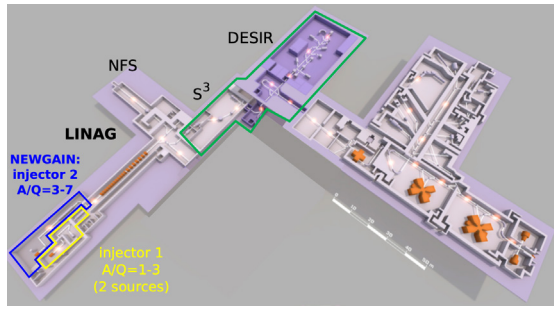 DESIR
NFS
S³
LINAG
NEWGAIN:
injector 2
A/Q=3-7
Injector 1
A/Q=1-3
(2 sources)